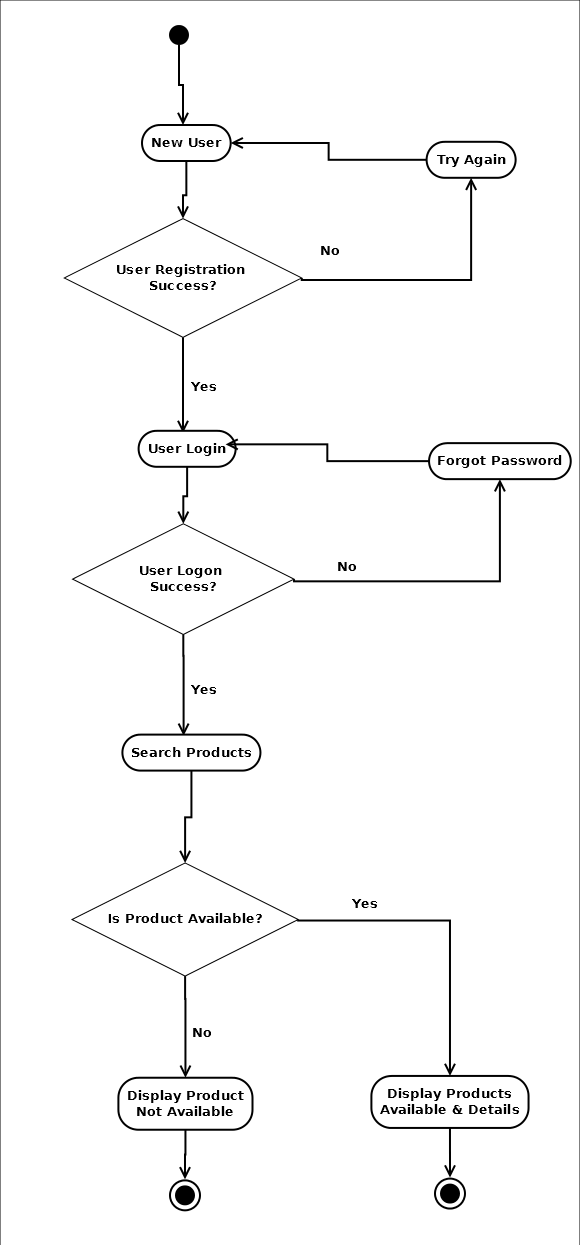 New User
Try Again
No
User Registration
Success?
Yes
User Login
Forgot Password
No
User Logon
Success?
Yes
Search Products
Yes
Is Product Available?
No
Display Product
Not Available
Display Products
Available & Details